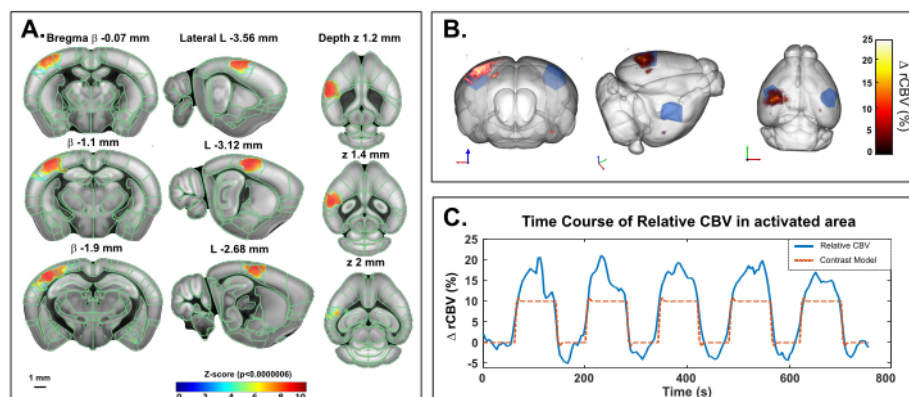 A.
Bregma β -0.07 mm
Lateral L -3.56 mm
Depth z 1.2 mm
β -1.1 mm
L -3.12 mm
z 1.4 mm
β -1.9 mm
L -2.68 mm
z 2 mm
1 mm
Z-score (p<0.0000006)
0 2 4 6 8 10
B.
25
20
15
10
5
0
Δ rCBV (%)
C.
Time Course of Relative CBV in activated area
Relative CBV
Contrast Model
Δ rCBV (%)
25
20
15
10
5
0
-5
0 200 400 600 800
Time (s)